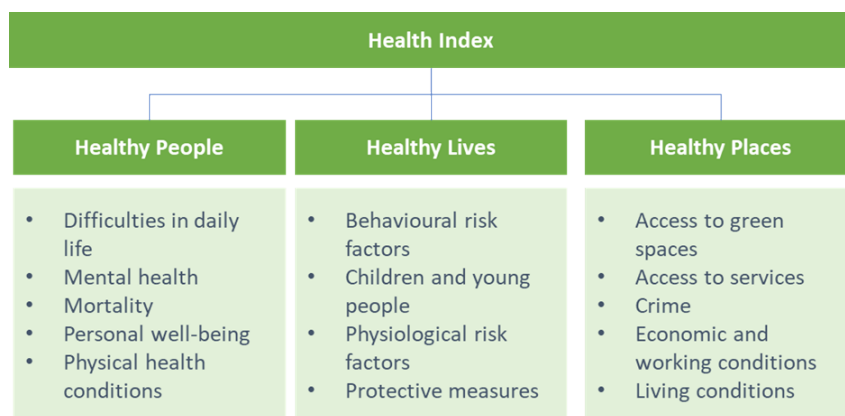 Health Index
Healthy People
Healthy Lives
Healthy Places
• Difficulties in daily
life
• Mental health
• Mortality
• Personal well-being
• Physical health
conditions
• Behavioural risk
factors
• Children and young
people
• Physiological risk
factors
• Protective measures
• Access to green
spaces
• Access to services
• Crime
• Economic and
working conditions
• Living conditions